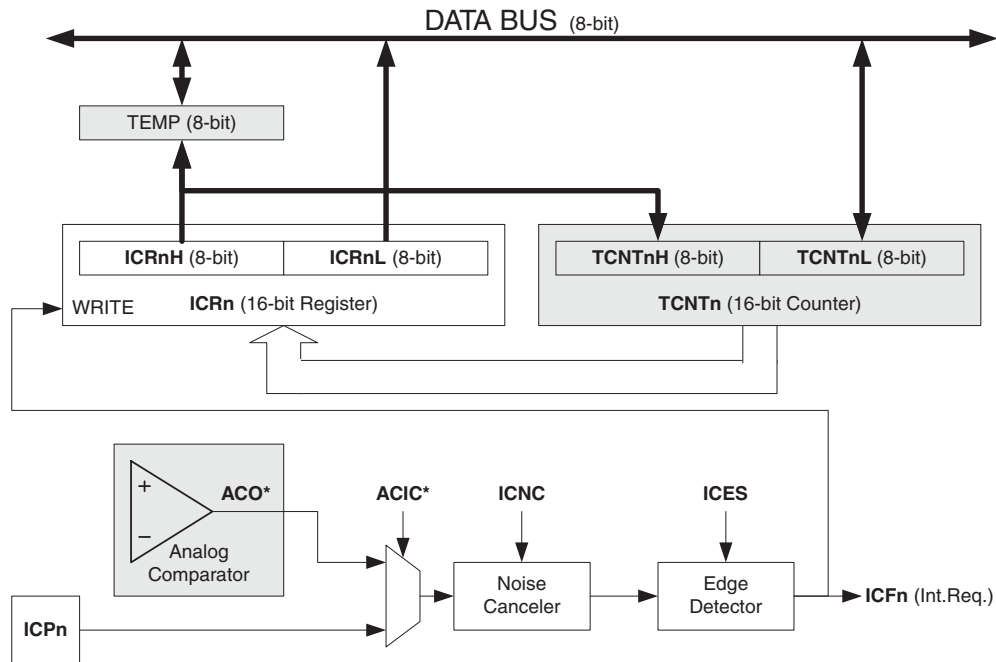 DATA BUS (8-bit)
TEMP (8-bit)
ICRnH (8-bit) ICRnL (8-bit) TCNTnH (8-bit) TCNTnL (8-bit)
WRITE ICRn (16-bit Register) TCNTn (16-bit Counter)
+
−
ACO* ACIC* ICNC ICES
Analog
Comparator
Noise
Canceler
Edge
Detector
ICFn (Int.Req.)
ICPn